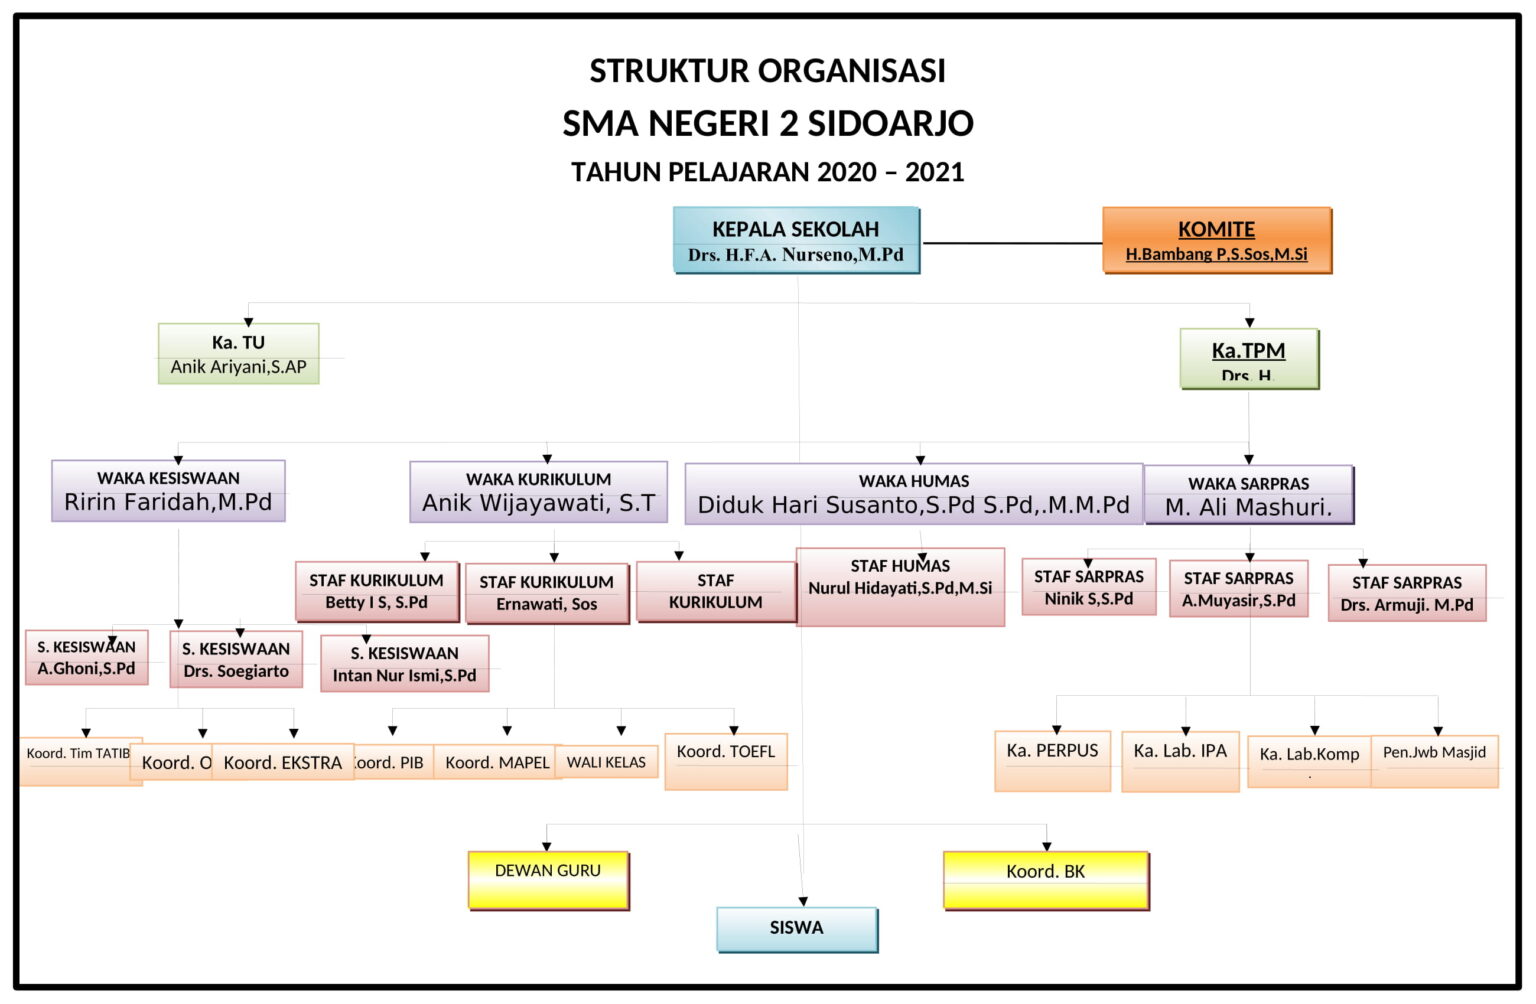 STRUKTUR ORGANISASI
SMA NEGERI 2 SIDOARJO
TAHUN PELAJARAN 2020 – 2021
KEPALA SEKOLAH
Drs. H.F.A. Nurseno,M.Pd
KOMITE
H.Bambang P,S.Sos,M.Si
Ka. TU
Anik Ariyani,S.AP
Ka.TPM
Drs. H.
WAKA KESISWAAN
Ririn Faridah,M.Pd
WAKA KURIKULUM
Anik Wijayawati, S.T
WAKA HUMAS
Diduk Hari Susanto,S.Pd S.Pd,.M.M.Pd
WAKA SARPRAS
M. Ali Mashuri.
STAF KURIKULUM
Betty I S, S.Pd
STAF KURIKULUM
Ernawati, Sos
STAF
KURIKULUM
STAF HUMAS
Nurul Hidayati,S.Pd,M.Si
STAF SARPRAS
Ninik S,S.Pd
STAF SARPRAS
A.Muyasir,S.Pd
STAF SARPRAS
Drs. Armuji. M.Pd
S. KESISWAAN
A.Ghoni,S.Pd
S. KESISWAAN
Drs. Soegiarto
S. KESISWAAN
Intan Nur Ismi,S.Pd
Koord. Tim TATIB
Koord. O
Koord. EKSTRA
oord. PIB
Koord. MAPEL
WALI KELAS
Koord. TOEFL
Ka. PERPUS
Ka. Lab. IPA
Ka. Lab.Komp
.
Pen.Jwb Masjid
DEWAN GURU
Koord. BK
SISWA